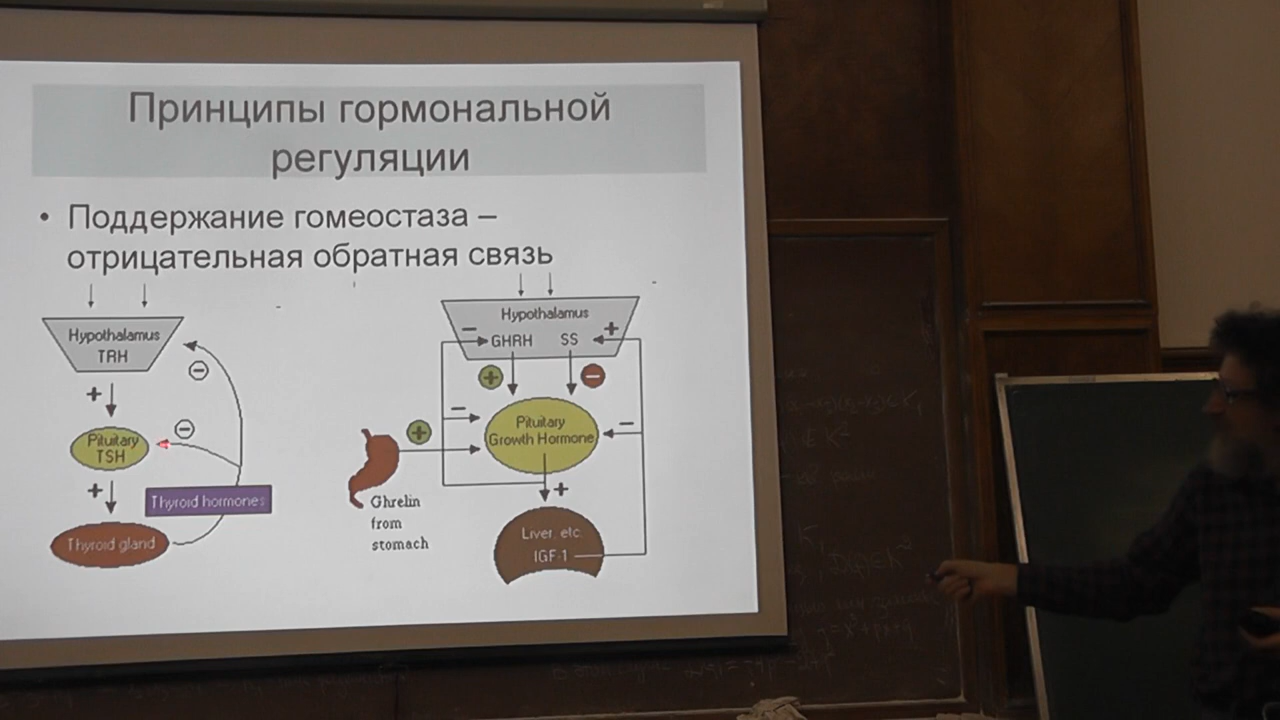 Принципы гормональной
регуляции
• Поддержание гомеостаза –
отрицательная обратная связь
Hypothalamus
TRH
+
Pituitary
TSH
+
Thyroid hormones
Thyroid gland
Hypothalamus
GHRH SS
Pituitary
Growth Hormone
Ghrelin
from
stomach
+
Liver, etc.
IGF-1